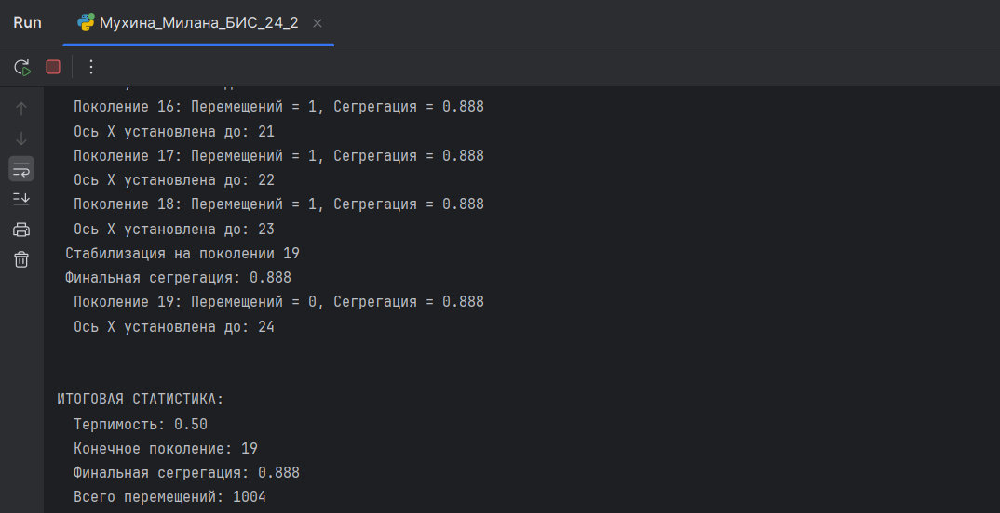 Run Мухина_Милана_БИС_24_2
Поколение 16: Перемещений = 1, Сегрегация = 0.888
Ось X установлена до: 21
Поколение 17: Перемещений = 1, Сегрегация = 0.888
Ось X установлена до: 22
Поколение 18: Перемещений = 1, Сегрегация = 0.888
Ось X установлена до: 23
Стабилизация на поколении 19
Финальная сегрегация: 0.888
Поколение 19: Перемещений = 0, Сегрегация = 0.888
Ось X установлена до: 24
ИТОГОВАЯ СТАТИСТИКА:
Терпимость: 0.50
Конечное поколение: 19
Финальная сегрегация: 0.888
Всего перемещений: 1004